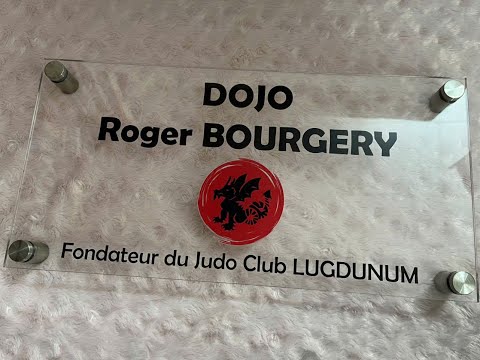 DOJO
Roger BOURGERY
Fondateur du Judo Club LUGDUNUM